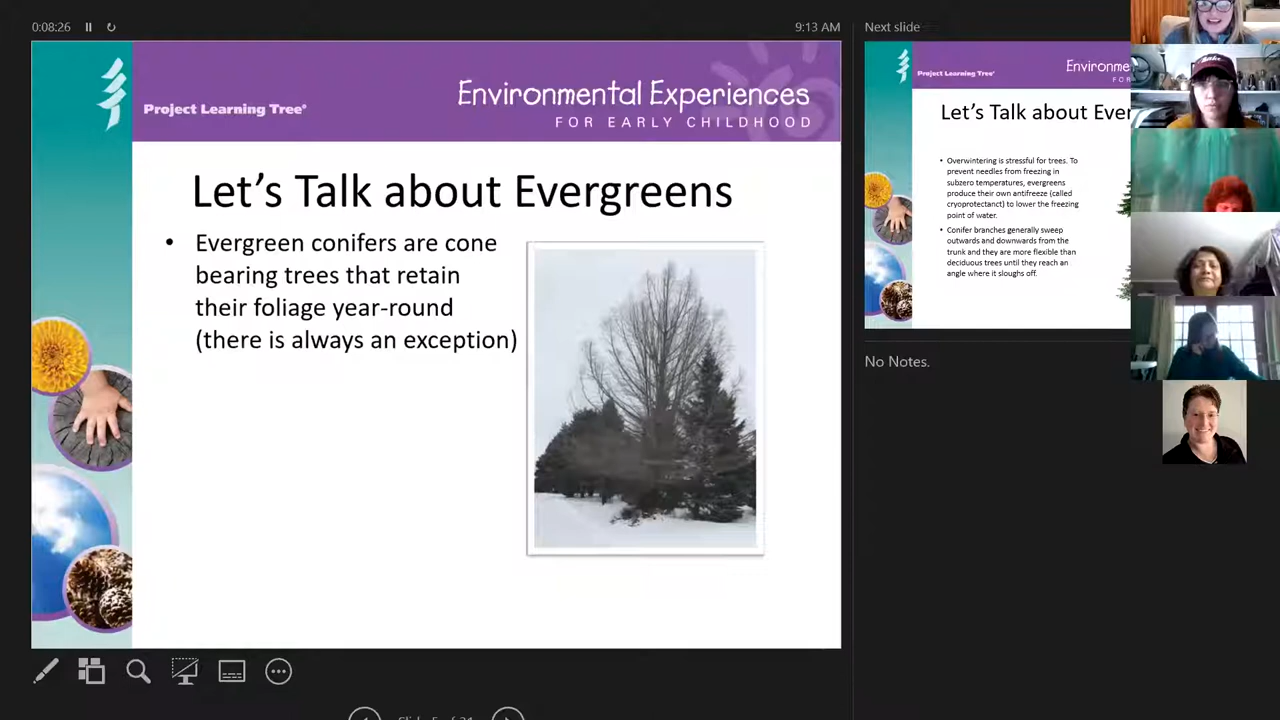 0:08:26
9:13 AM
Project Learning Tree®
Environmental Experiences
FOR EARLY CHILDHOOD
Let's Talk about Evergreens
• Evergreen conifers are cone
bearing trees that retain
their foliage year-round
(there is always an exception)
Next slide
Project Learning Tree®
Let's Talk about
• Overwintering is stressful for trees. To
prevent needles from freezing in
subzero temperatures, evergreens
produce their own antifreeze (called
cryoprotectanct) to lower the freezing
point of water.
• Conifer branches generally sweep
outwards and downwards from the
trunk and they are more flexible than
deciduous trees until they reach an
angle where it sloughs off.
No Notes.